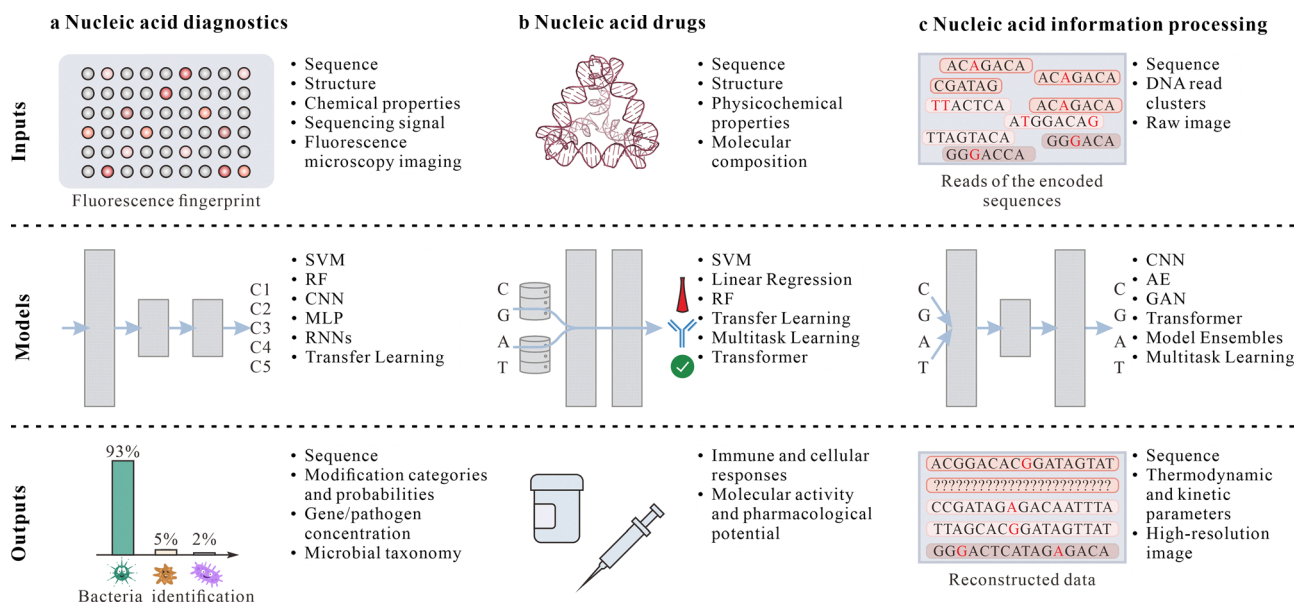 a Nucleic acid diagnostics
b Nucleic acid drugs
c Nucleic acid information processing
Inputs
• Sequence
• Structure
• Chemical properties
• Sequencing signal
• Fluorescence
microscopy imaging
Fluorescence fingerprint
• Sequence
• Structure
• Physicochemical
properties
• Molecular
composition
ACAGACA
ACAGACA
CGATAG
TTACTCA
ACAGACA
ATGGACAG
TTAGTACA
GGGACA
GGGACCA
Reads of the encoded
sequences
• Sequence
• DNA read
clusters
• Raw image
Models
C1
C2
C3
C4
C5
• SVM
• RF
• CNN
• MLP
• RNNs
• Transfer Learning
C
G
A
T
• SVM
• Linear Regression
• RF
• Transfer Learning
• Multitask Learning
• Transformer
C
G
A
T
C
G
A
T
• CNN
• AE
• GAN
• Transformer
• Model Ensembles
• Multitask Learning
Outputs
93%
5%
2%
Bacteria identification
• Sequence
• Modification categories
and probabilities
• Gene/pathogen
concentration
• Microbial taxonomy
• Immune and cellular
responses
• Molecular activity
and pharmacological
potential
ACGGACACGGATAGTAT
????????????????????????
CCGATAGAGACAATTTA
TTAGCACGGATAGTTAT
GGGACTCATAGAGACA
Reconstructed data
• Sequence
• Thermodynamic
and kinetic
parameters
• High-resolution
image